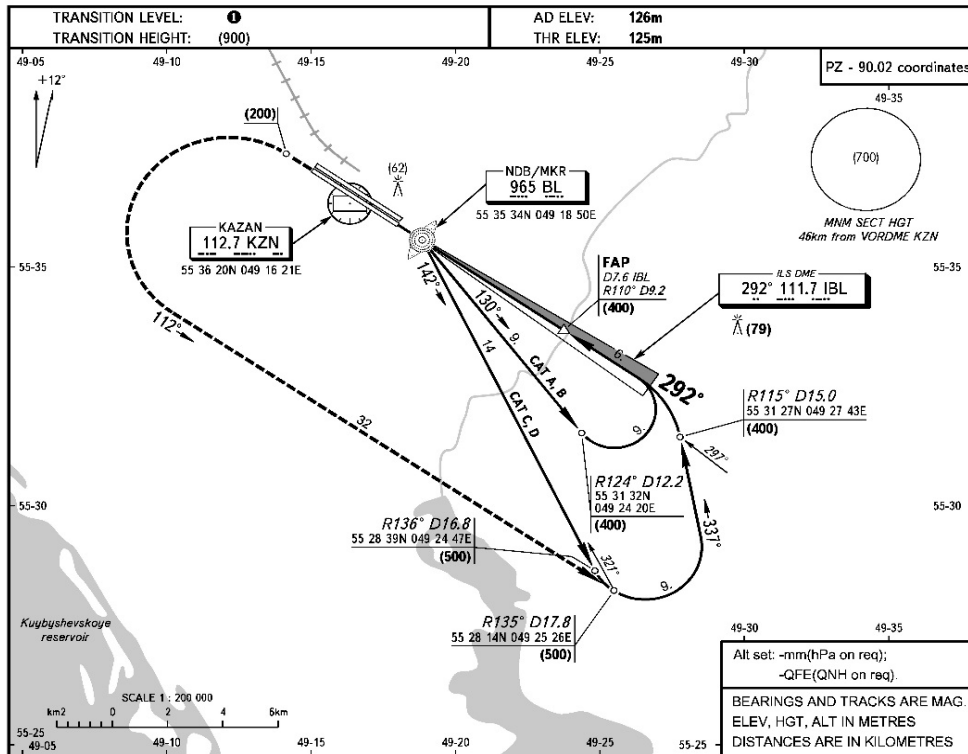 TRANSITION LEVEL: 1
TRANSITION HEIGHT: (900)
AD ELEV: 126m
THR ELEV: 125m
49-05
49-10
49-15
49-20
49-25
49-30
PZ - 90.02 coordinates
49-35
+12°
(200)
(62)
NDB/MKR
965 BL
55 35 34N 049 18 50E
(700)
MNM SECT HGT
46km from VORDME KZN
KAZAN
112.7 KZN
55 36 20N 049 16 21E
55-35
55-35
FAP
D7.6 IBL
R110° D9.2
(400)
ILS DME
292° 111.7 IBL
(79)
142°
130°
9.
14
CAT A, B
CAT C, D
6.
292°
112°
32
R115° D15.0
55 31 27N 049 27 43E
(400)
297°
9.
R124° D12.2
55 31 32N
049 24 20E
(400)
55-30
55-30
337°
R136° D16.8
55 28 39N 049 24 47E
(500)
321°
9.
R135° D17.8
55 28 14N 049 25 26E
(500)
Kuybyshevskoye
reservoir
49-30
49-35
Alt set: -mm(hPa on req);
-QFE(QNH on req).
BEARINGS AND TRACKS ARE MAG.
ELEV, HGT, ALT IN METRES
DISTANCES ARE IN KILOMETRES
SCALE 1 : 200 000
km2 0 2 4 6km
55-25
49-05
49-10
49-15
49-20
49-25
55-25